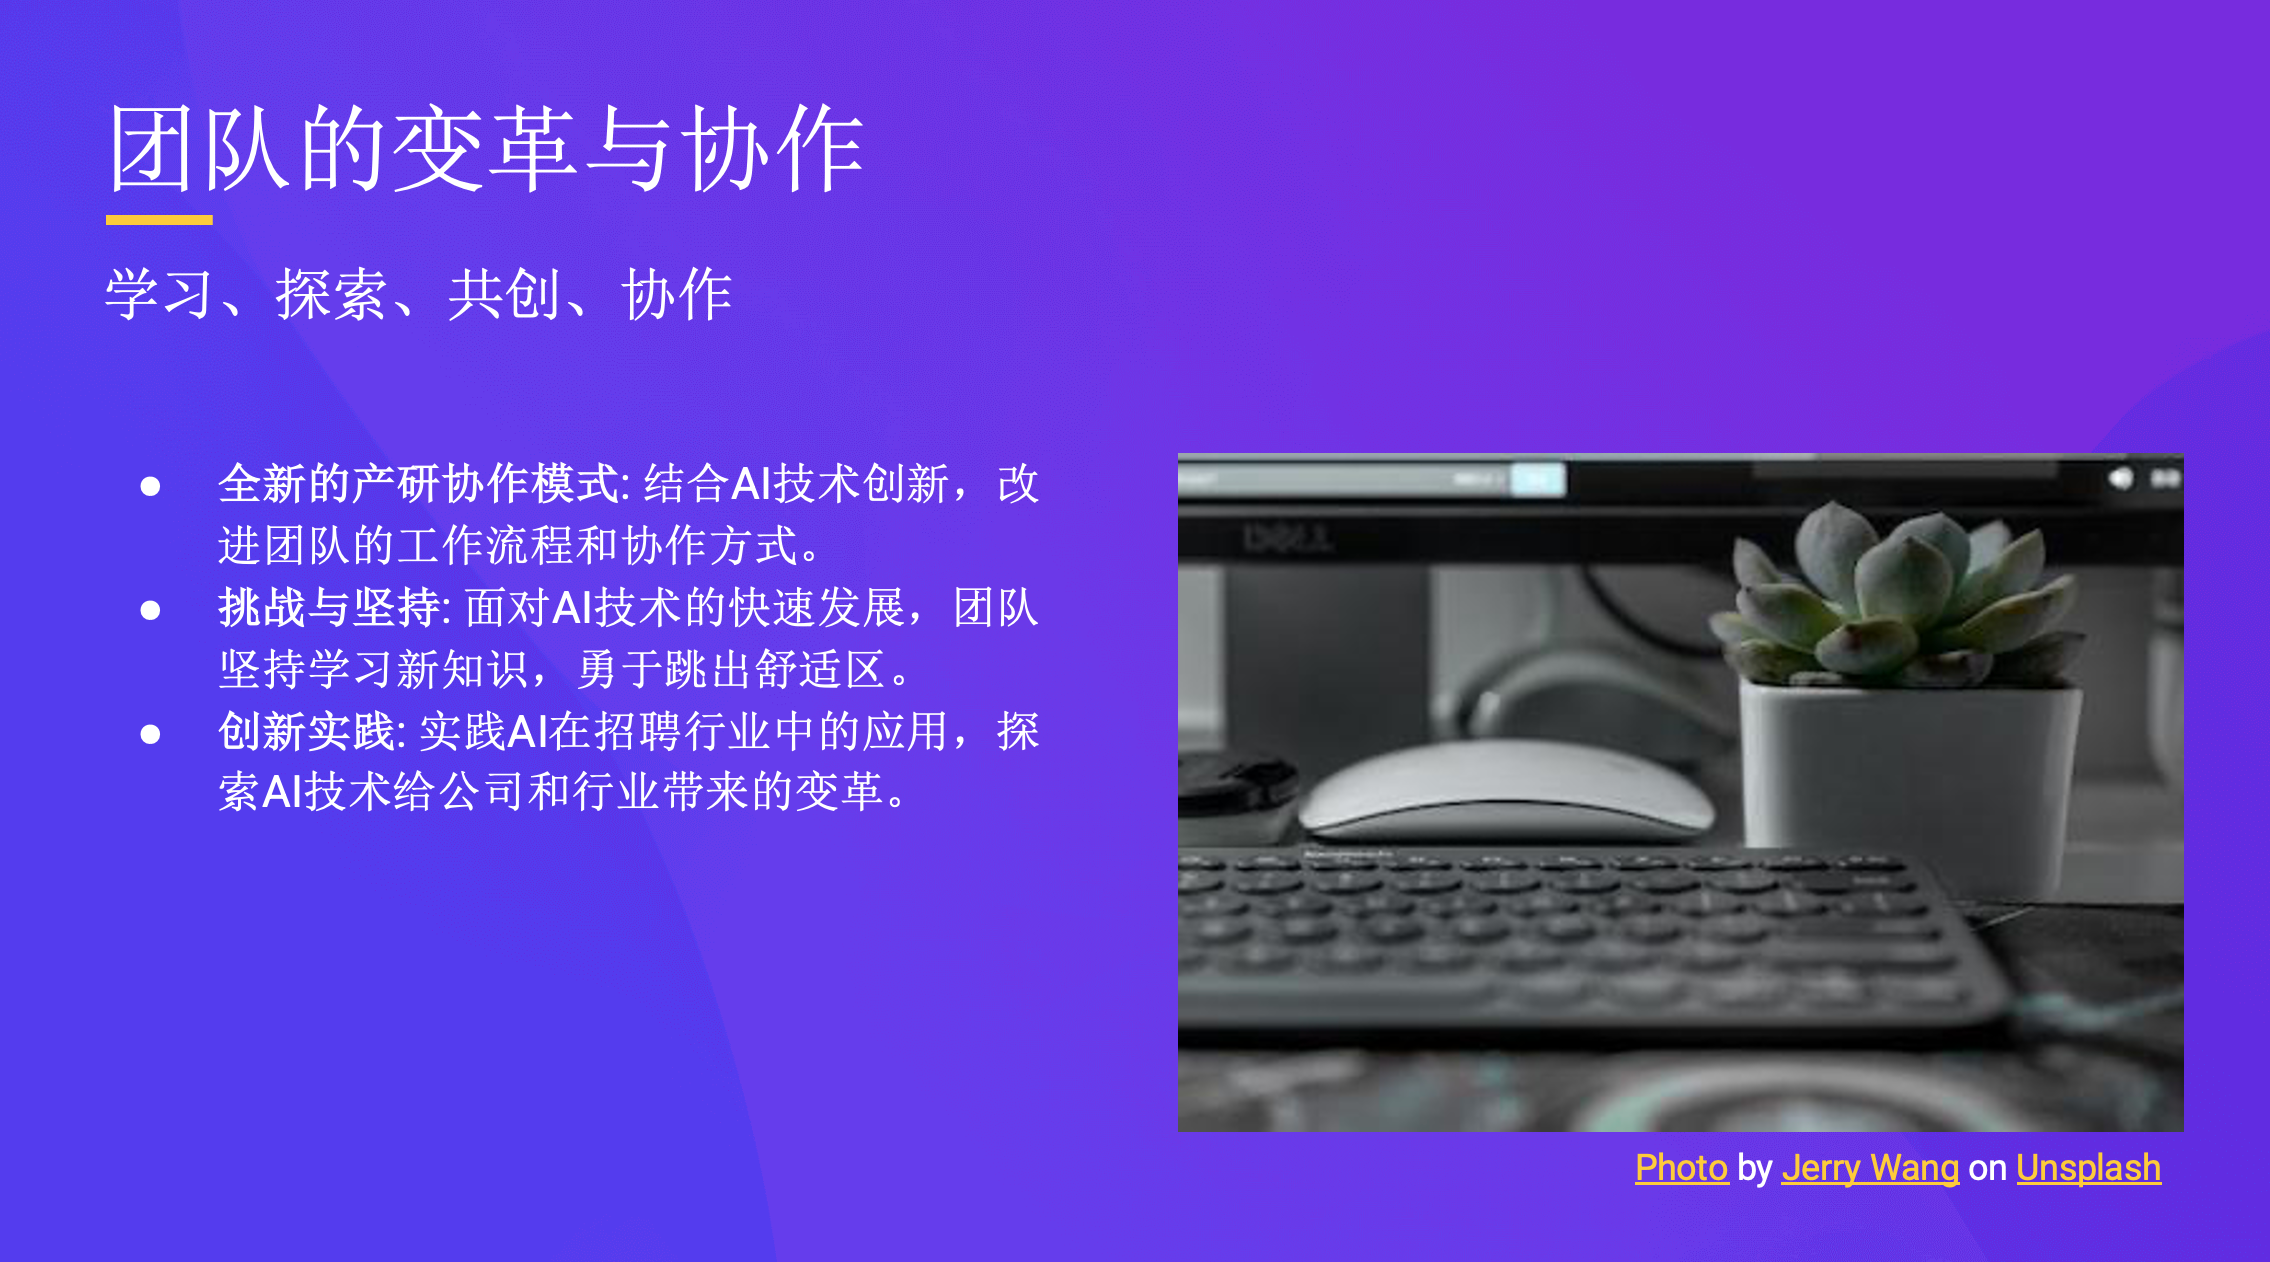 团队的变革与协作
学习、探索、共创、协作
● 全新的产研协作模式: 结合AI技术创新，改
进团队的工作流程和协作方式。
● 挑战与坚持: 面对AI技术的快速发展，团队
坚持学习新知识，勇于跳出舒适区。
● 创新实践: 实践AI在招聘行业中的应用，探
索AI技术给公司和行业带来的变革。
DELL
Photo by Jerry Wang on Unsplash